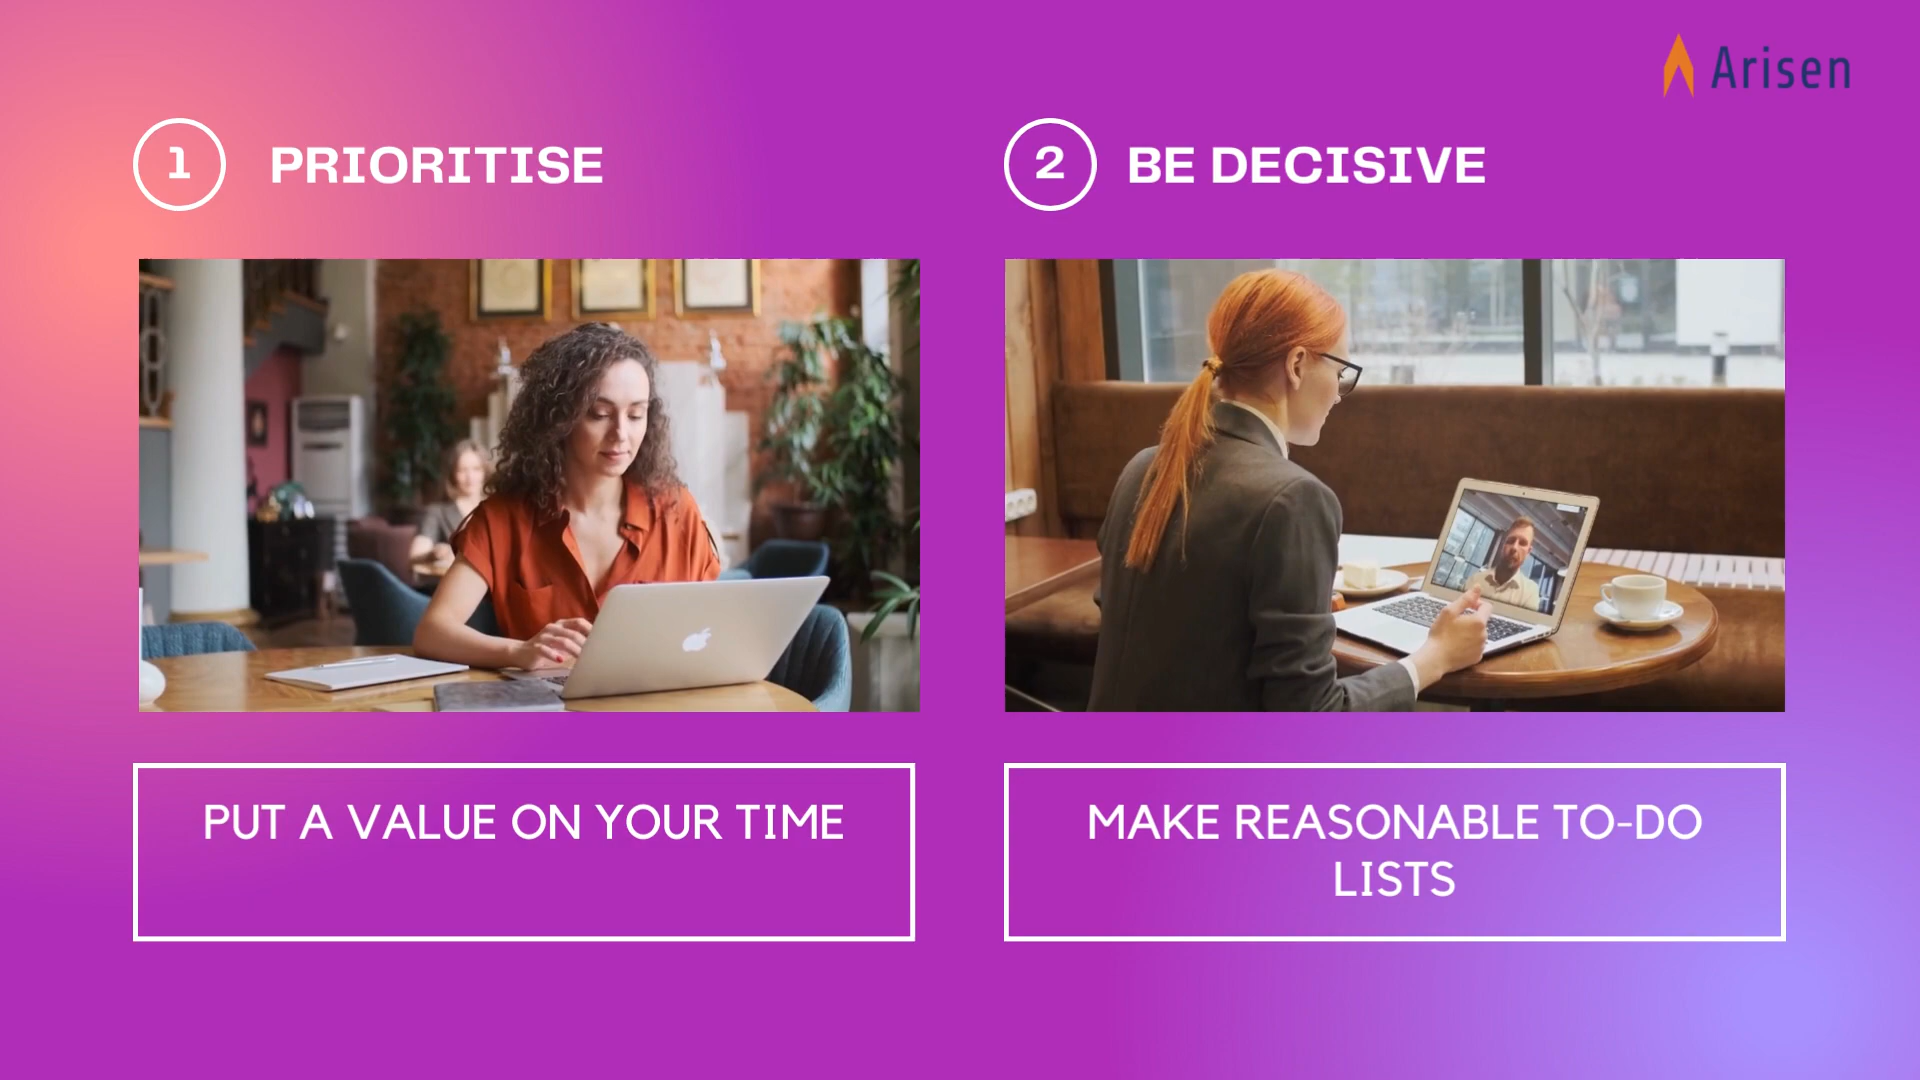 Arisen
1 PRIORITISE
PUT A VALUE ON YOUR TIME
2 BE DECISIVE
MAKE REASONABLE TO-DO
LISTS